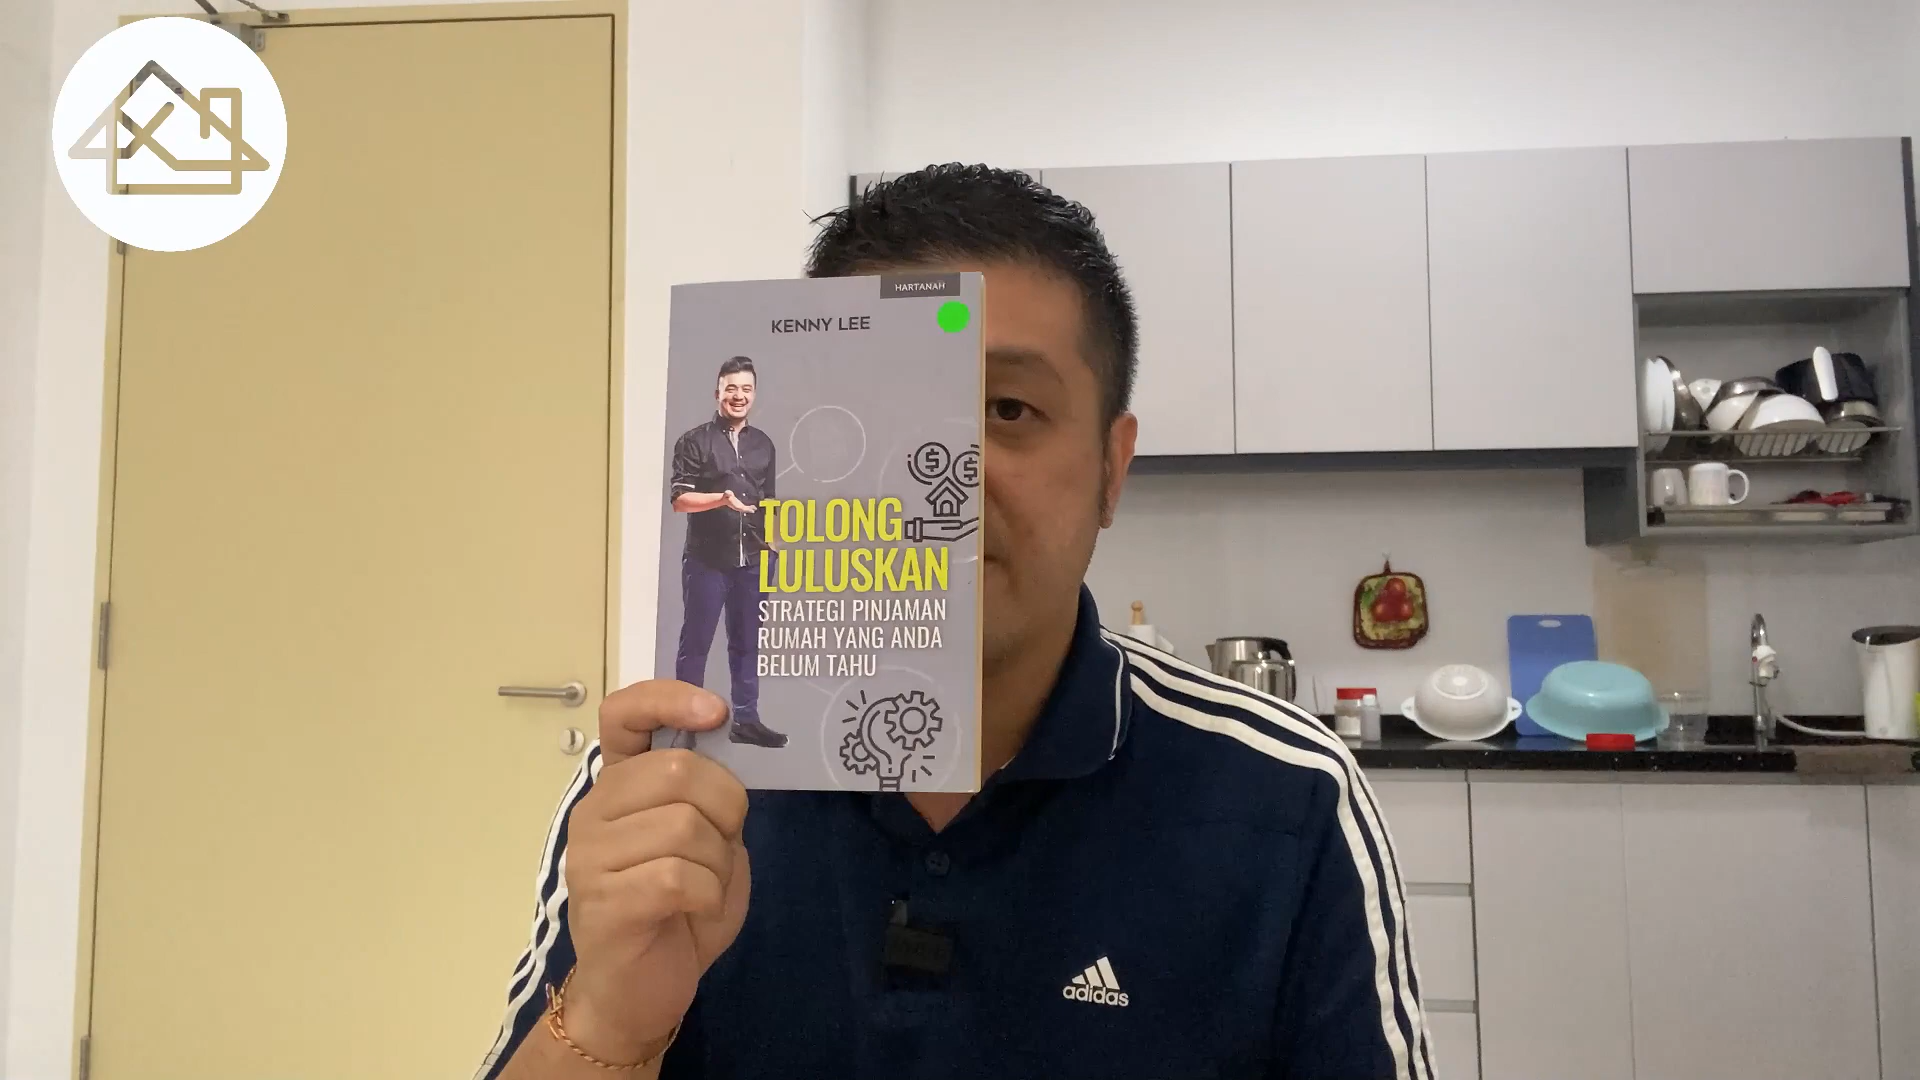 HARTANAH
KENNY LEE
TOLONG
LULUSKAN
STRATEGI PINJAMAN
RUMAH YANG ANDA
BELUM TAHU
adidas